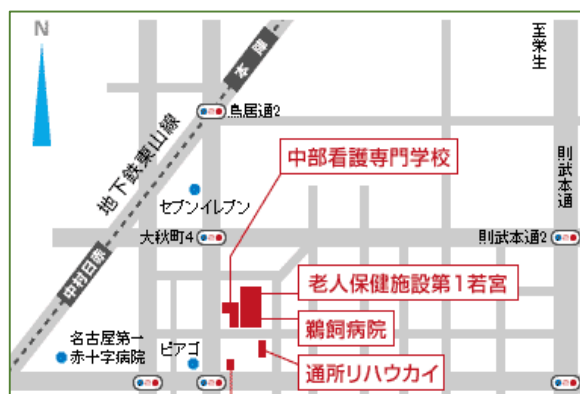 N
本陣
至栄生
鳥居通2
地下鉄東山線
中部看護専門学校
則武本通
セブンイレブン
大秋町4
則武本通2
中村日赤
老人保健施設第1若宮
鵜飼病院
名古屋第一
赤十字病院
ピアゴ
通所リハウカイ